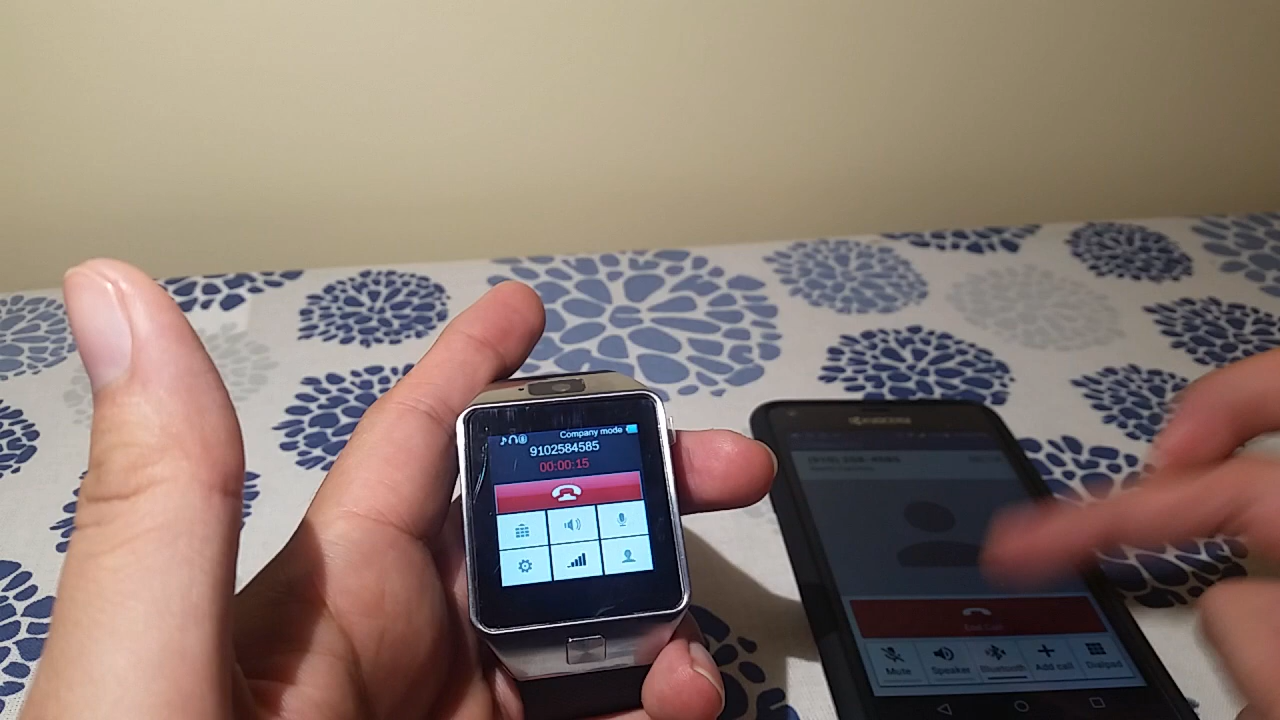 Company mode
9102584585
00:00:15
KYOCERA
End Call
Mute
Speaker
Bluetooth
Add call
Dialpad